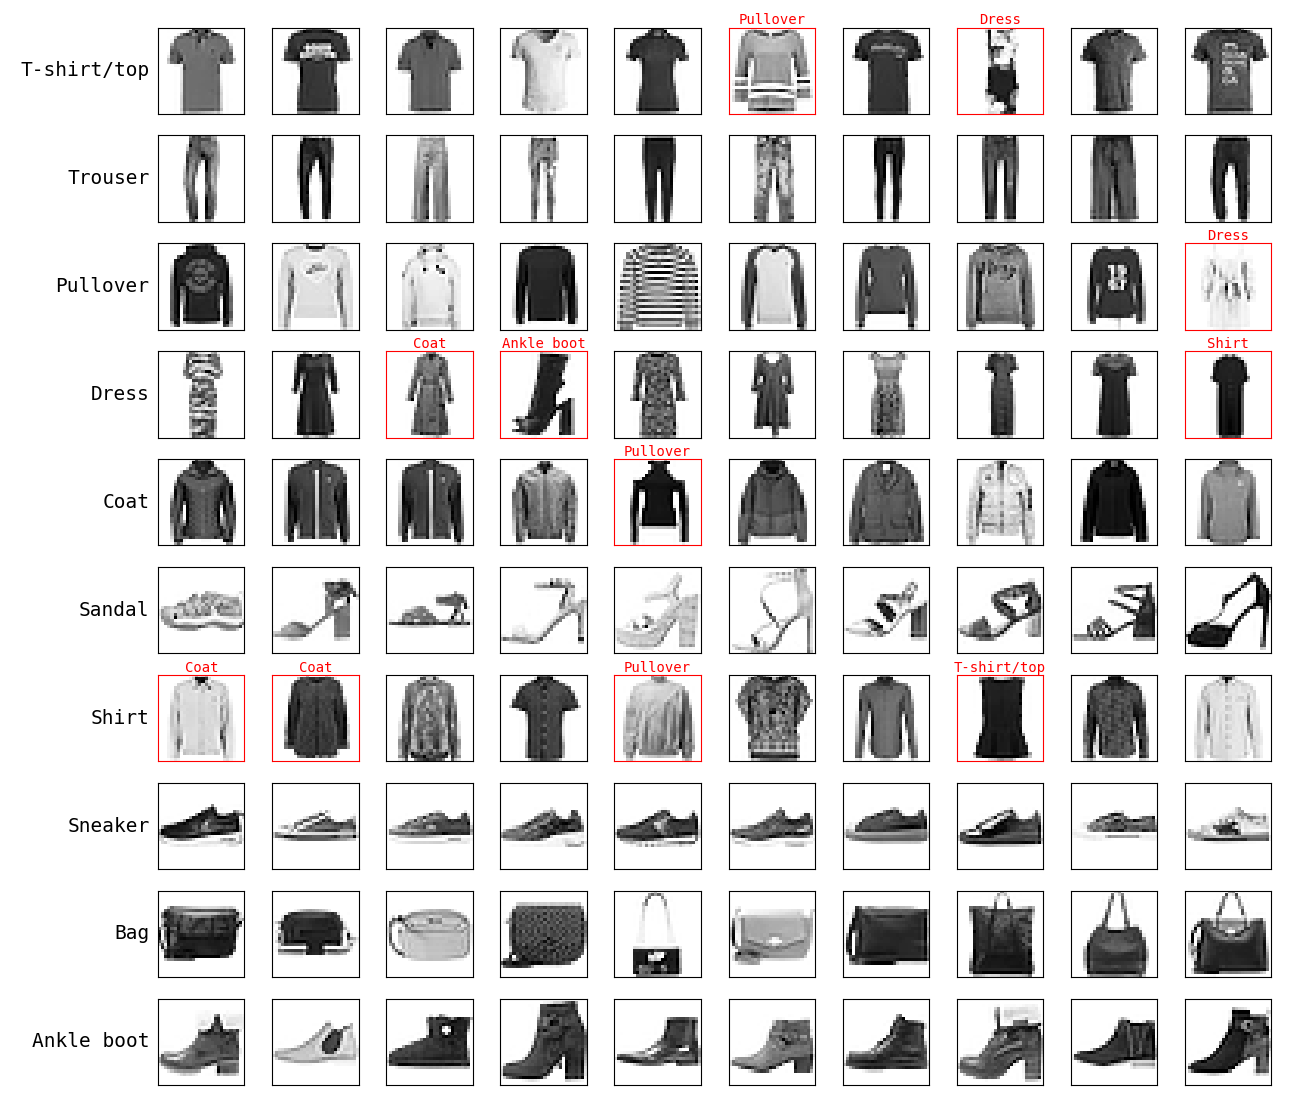 Pullover Dress
T-shirt/top
Trouser
Dress
Pullover
Coat Ankle boot Shirt
Dress
Pullover
Coat
Sandal
Coat Coat Pullover T-shirt/top
Shirt
Sneaker
Bag
Ankle boot